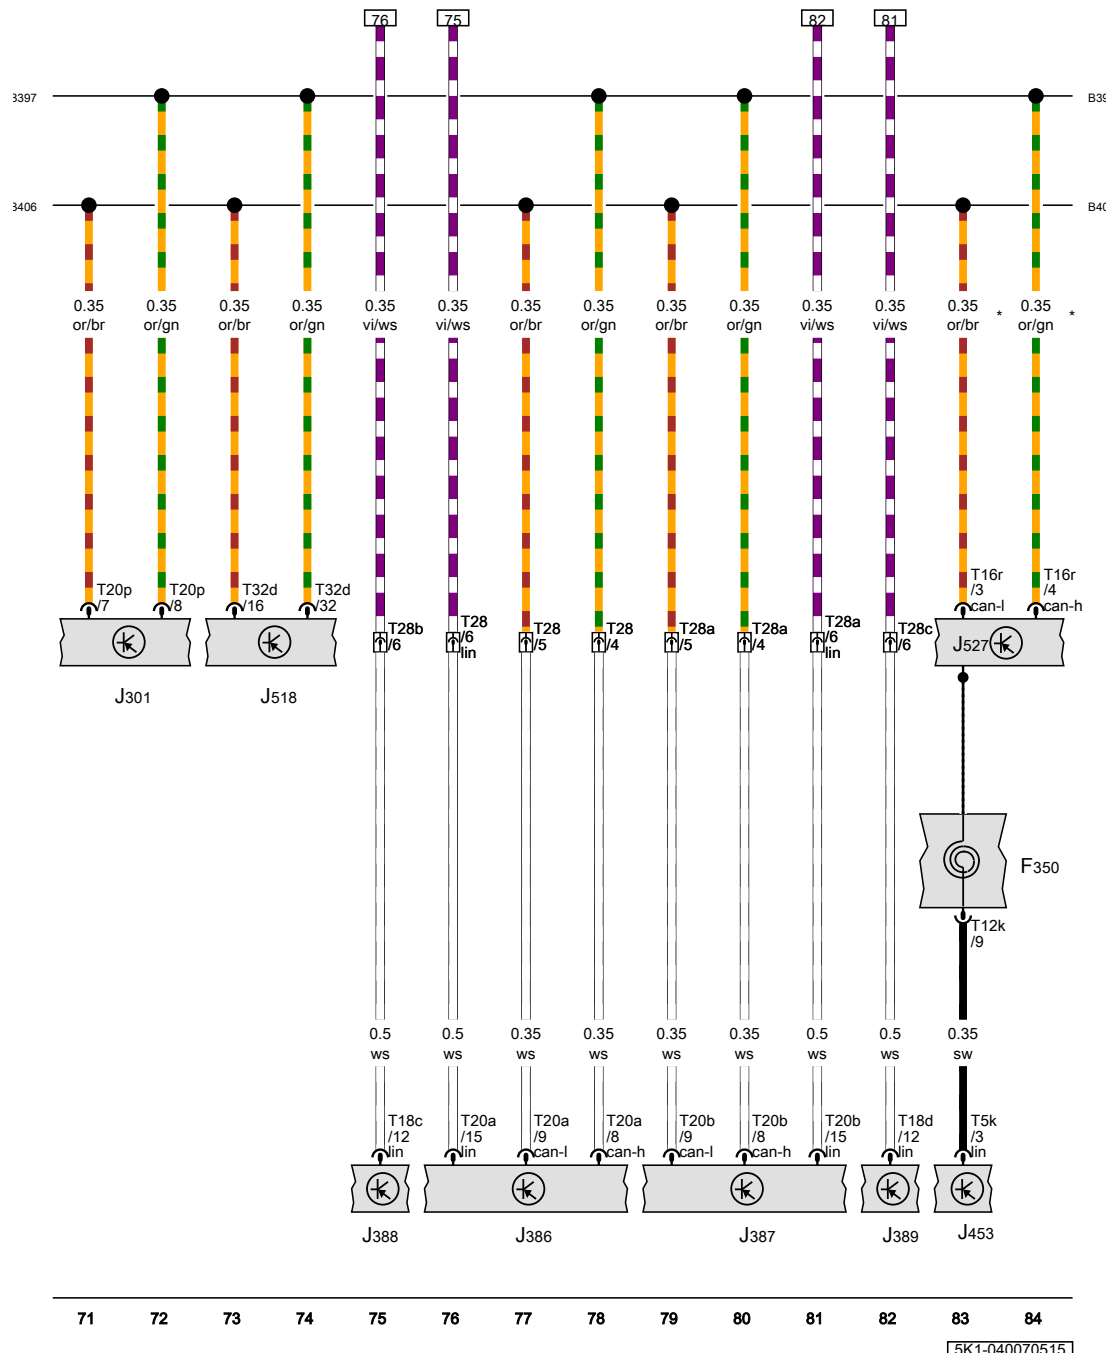 76 75 82 81
B397 B39
B406 B40
0.35 0.35 0.35 0.35 0.35 0.35 0.35 0.35 0.35 0.35 0.35 0.35 0.35 0.35
or/br or/gn or/br or/gn vi/ws vi/ws or/br or/gn or/br or/gn vi/ws vi/ws or/br * or/gn *
T16r T16r
/3 /4
T20p T20p T32d T32d
/7 /8 /16 /32 can-l can-h
T28b T28 T28 T28 T28a T28a T28a T28c
/6 /6 /5 /4 /5 /4 /6 /6
lin lin
J527
J301 J518
F350
T12k
/9
0.5 0.5 0.35 0.35 0.35 0.35 0.5 0.5 0.35
ws ws ws ws ws ws ws ws sw
T18c T20a T20a T20a T20b T20b T20b T18d T5k
/12 /15 /9 /8 /9 /8 /15 /12 /3
lin lin can-l can-h can-l can-h lin lin lin
J388 J386 J387 J389 J453
71 72 73 74 75 76 77 78 79 80 81 82 83 84
5K1-040070515